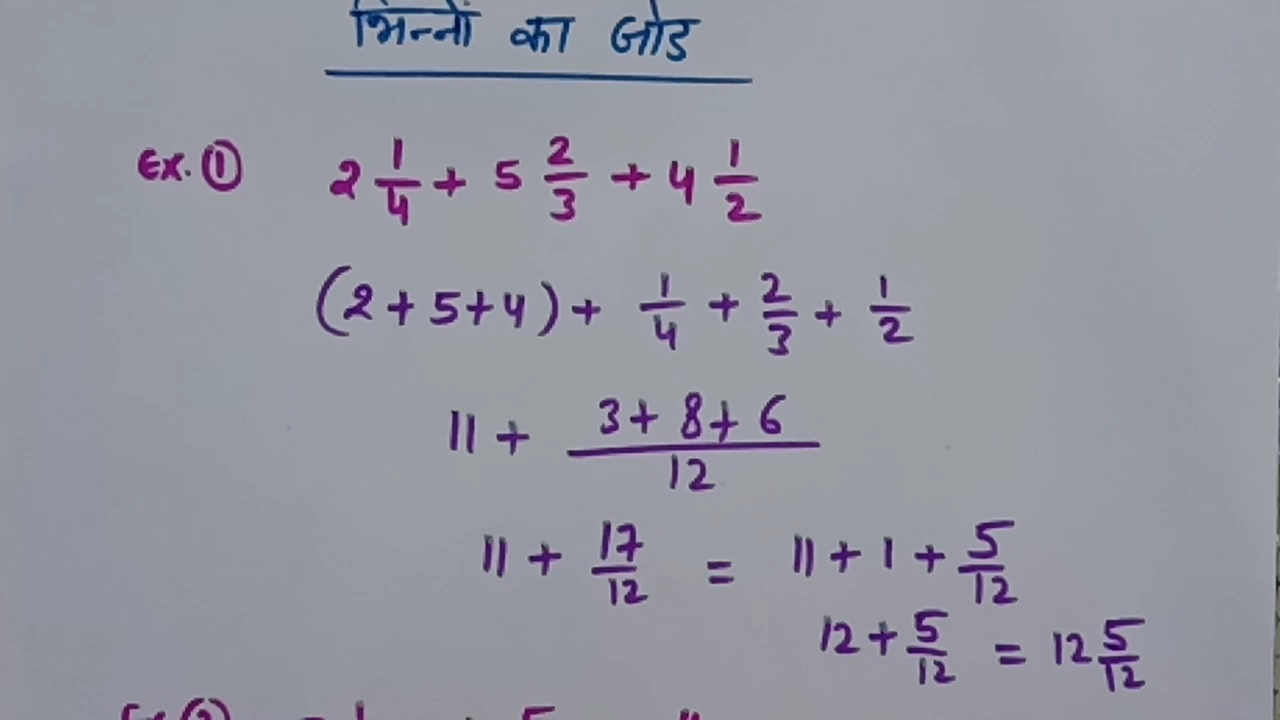 भिन्नों का जोड
Ex. ① 2 1/4 + 5 2/3 + 4 1/2
(2+5+4) + 1/4 + 2/3 + 1/2
11 + 3+8+6/12
11 + 17/12 = 11 + 1 + 5/12
12 + 5/12 = 12 5/12